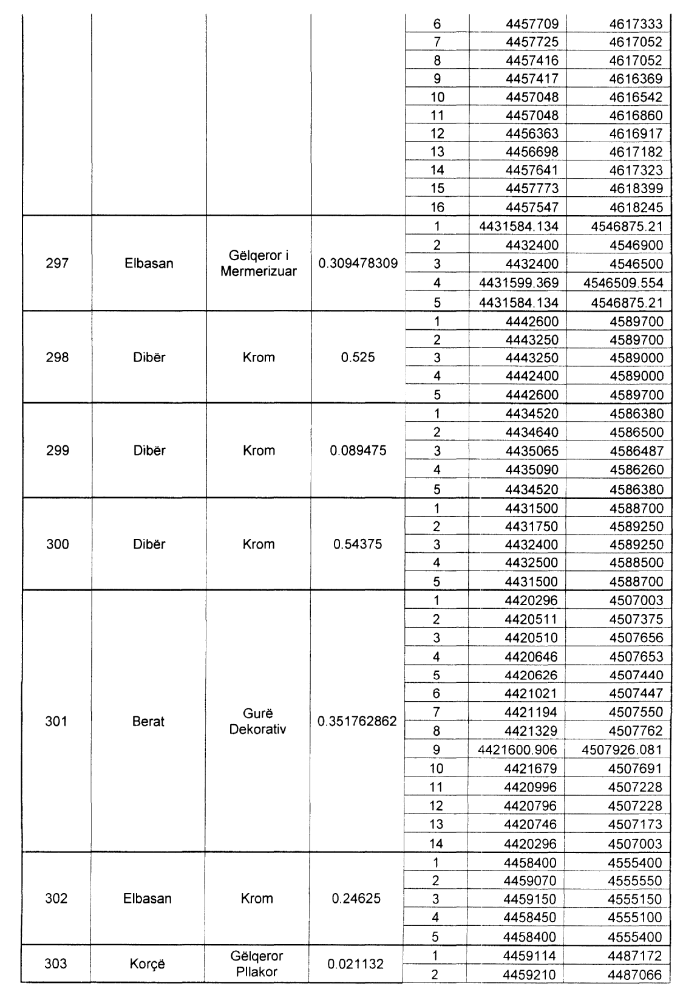 6 4457709 4617333
7 4457725 4617052
8 4457416 4617052
9 4457417 4616369
10 4457048 4616542
11 4457048 4616860
12 4456363 4616917
13 4456698 4617182
14 4457641 4617323
15 4457773 4618399
16 4457547 4618245
297 Elbasan Gëlqeror i Mermerizuar 0.309478309
1 4431584.134 4546875.21
2 4432400 4546900
3 4432400 4546500
4 4431599.369 4546509.554
5 4431584.134 4546875.21
298 Dibër Krom 0.525
1 4442600 4589700
2 4443250 4589700
3 4443250 4589000
4 4442400 4589000
5 4442600 4589700
299 Dibër Krom 0.089475
1 4434520 4586380
2 4434640 4586500
3 4435065 4586487
4 4435090 4586260
5 4434520 4586380
300 Dibër Krom 0.54375
1 4431500 4588700
2 4431750 4589250
3 4432400 4589250
4 4432500 4588500
5 4431500 4588700
301 Berat Gurë Dekorativ 0.351762862
1 4420296 4507003
2 4420511 4507375
3 4420510 4507656
4 4420646 4507653
5 4420626 4507440
6 4421021 4507447
7 4421194 4507550
8 4421329 4507762
9 4421600.906 4507926.081
10 4421679 4507691
11 4420996 4507228
12 4420796 4507228
13 4420746 4507173
14 4420296 4507003
302 Elbasan Krom 0.24625
1 4458400 4555400
2 4459070 4555550
3 4459150 4555150
4 4458450 4555100
5 4458400 4555400
303 Korçë Gëlqeror Pllakor 0.021132
1 4459114 4487172
2 4459210 4487066